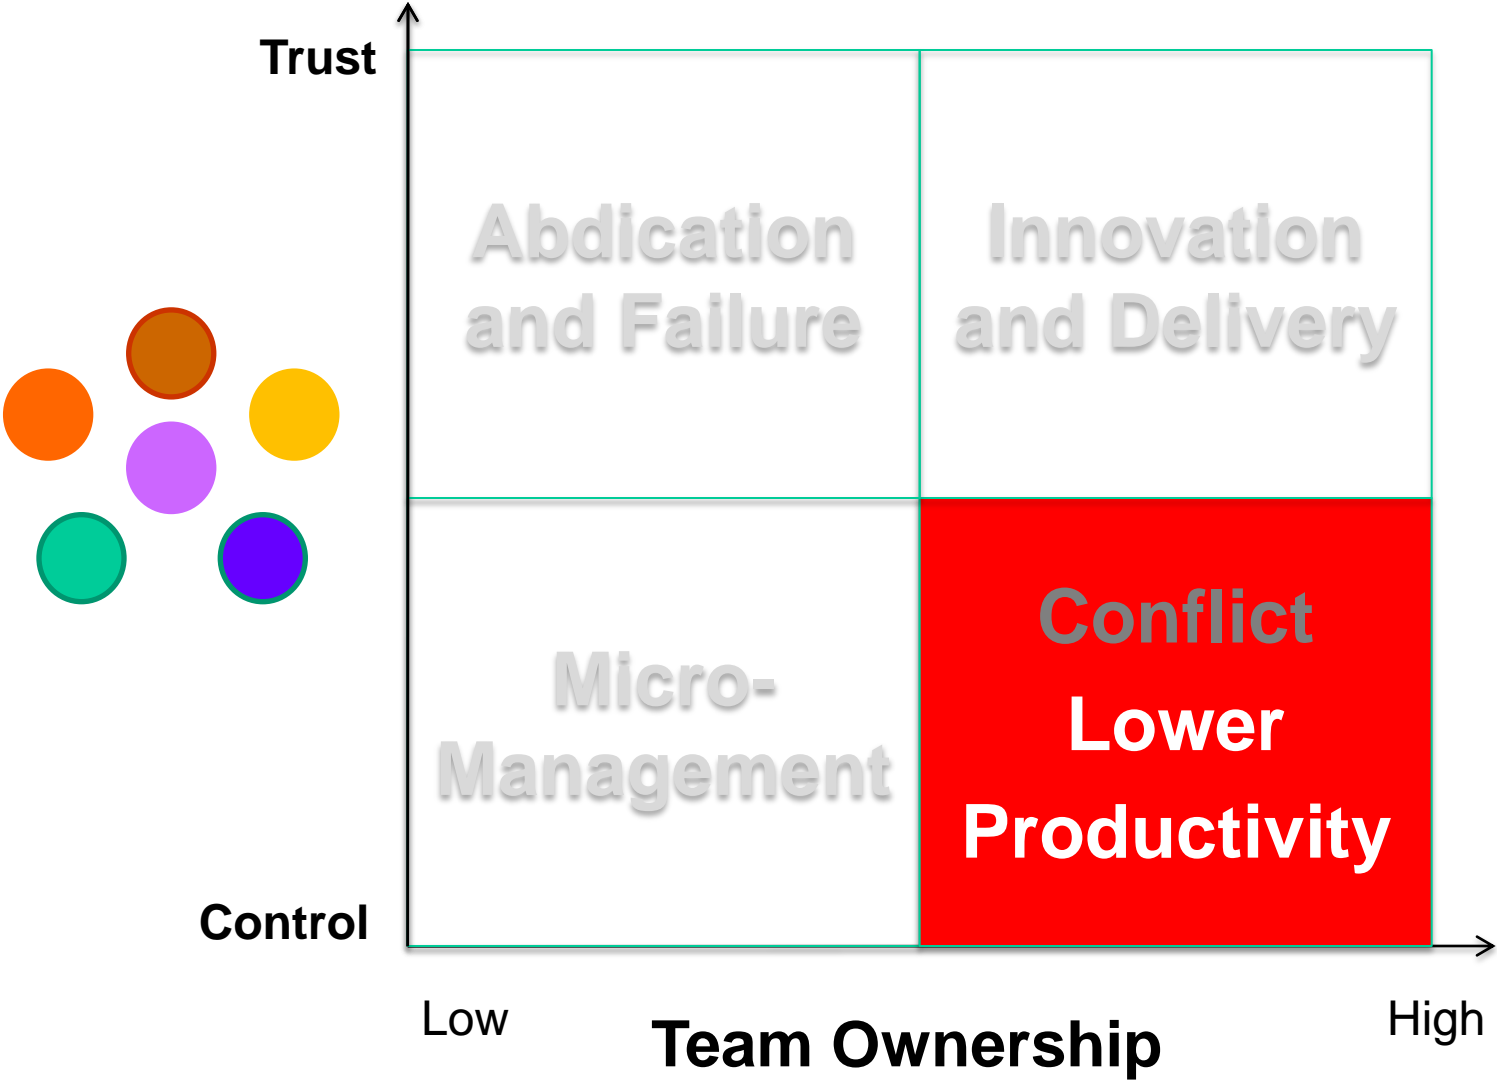 Trust
Abdication
and Failure
Innovation
and Delivery
Micro-
Management
Conflict
Lower
Productivity
Control
Low
Team Ownership
High